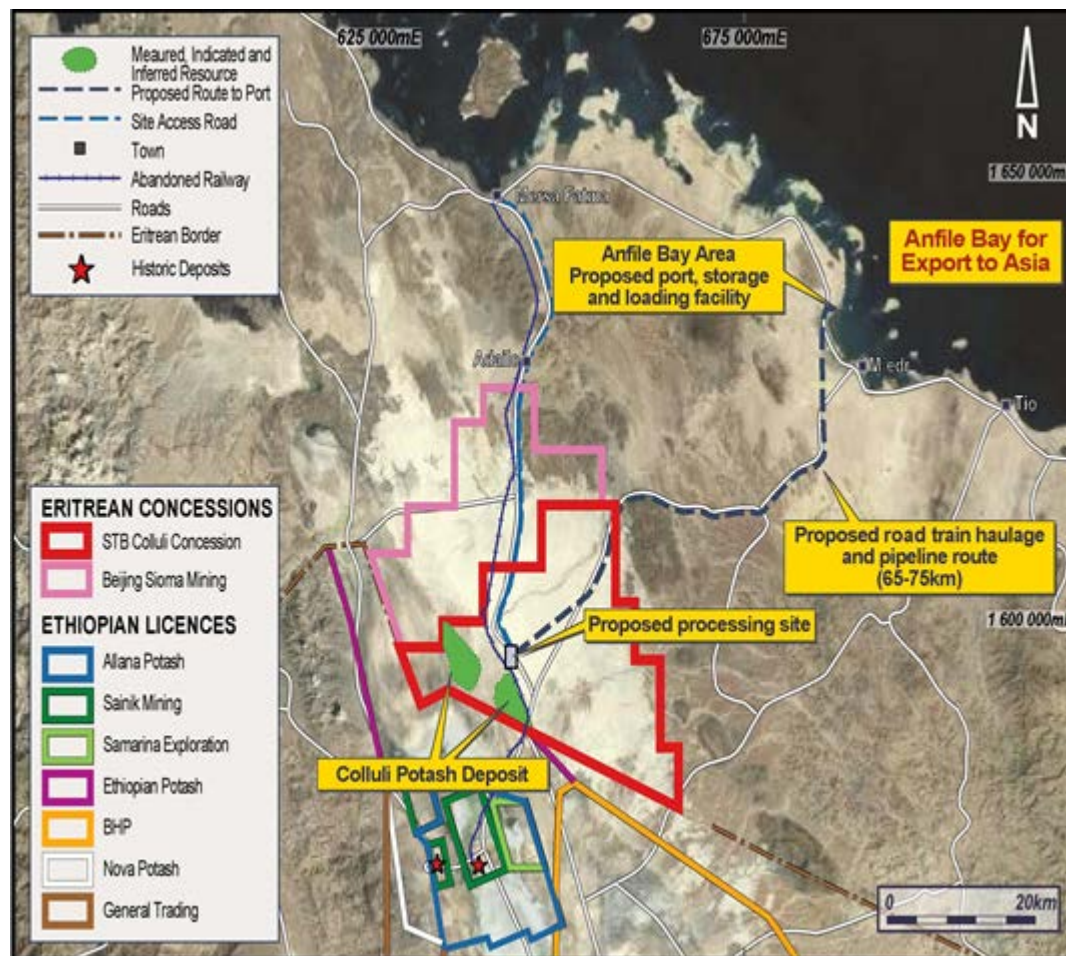 625 000mE
675 000mE
Meaured, Indicated and
Inferred Resource
Proposed Route to Port
Site Access Road
Town
Abandoned Railway
Roads
Eritrean Border
Historic Deposits
N
1 650 000m
Mersa Fatma
Anfile Bay Area
Proposed port, storage
and loading facility
Anfile Bay for
Export to Asia
Adaile
M edr
Tio
ERITREAN CONCESSIONS
STB Colluli Concession
Beijing Sioma Mining
ETHIOPIAN LICENCES
Allana Potash
Sainik Mining
Samarina Exploration
Ethiopian Potash
BHP
Nova Potash
General Trading
Proposed road train haulage
and pipeline route
(65-75km)
1 600 000m
Proposed processing site
Colluli Potash Deposit
0
20km